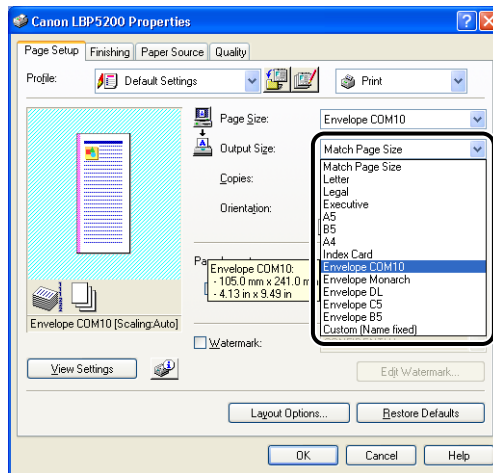 Canon LBP5200 Properties
Page Setup Finishing Paper Source Quality
Profile: Default Settings Print
Page Size: Envelope COM10
Output Size: Match Page Size
Copies:
Orientation:
Match Page Size
Letter
Legal
Executive
A5
B5
A4
Index Card
Envelope COM10
Envelope Monarch
Envelope DL
Envelope C5
Envelope B5
Custom (Name fixed)
Envelope COM10:
- 105.0 mm x 241.0 m
- 4.13 in x 9.49 in
Envelope COM10 [Scaling:Auto]
View Settings
Watermark:
Edit Watermark...
Layout Options... Restore Defaults
OK Cancel Help